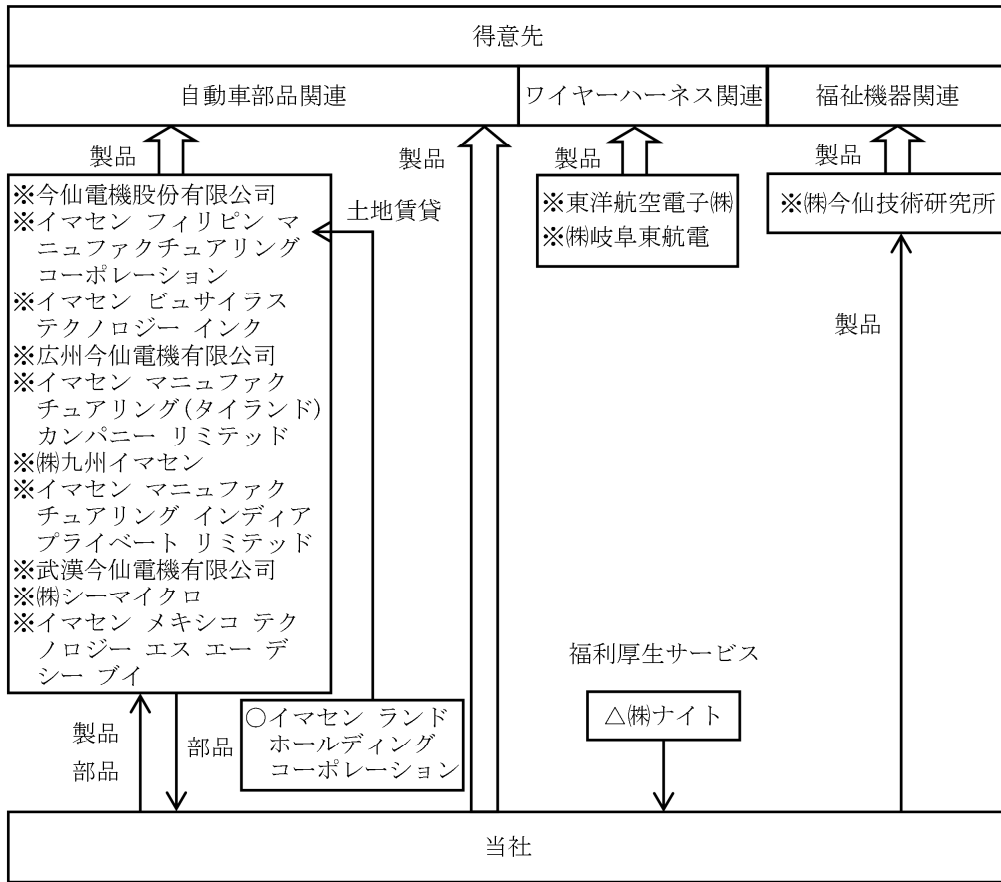 得意先
自動車部品関連
ワイヤーハーネス関連
福祉機器関連
製品
製品
製品
製品
※今仙電機股份有限公司
※イマセン フィリピン マ
ニュファクチュアリング
コーポレーション
※イマセン ビュサイラス
テクノロジー インク
※広州今仙電機有限公司
※イマセン マニュファク
チュアリング(タイランド)
カンパニー リミテッド
※㈱九州イマセン
※イマセン マニュファク
チュアリング インディア
プライベート リミテッド
※武漢今仙電機有限公司
※㈱シーマイクロ
※イマセン メキシコ テク
ノロジー エス エー デ
シー ブイ
土地賃貸
※東洋航空電子㈱
※㈱岐阜東航電
※㈱今仙技術研究所
製品
福利厚生サービス
△㈱ナイト
製品
部品
部品
○イマセン ランド
ホールディング
コーポレーション
当社